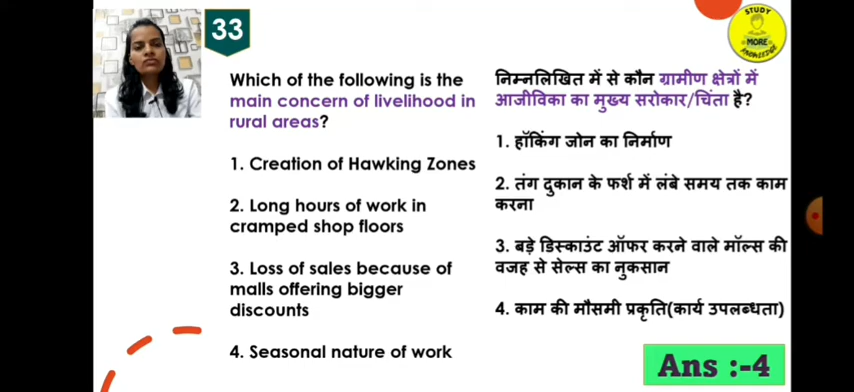 33
STUDY
MORE
KNOWLEDGE
Which of the following is the
main concern of livelihood in
rural areas?
1. Creation of Hawking Zones
2. Long hours of work in
cramped shop floors
3. Loss of sales because of
malls offering bigger
discounts
4. Seasonal nature of work
निम्नलिखित में से कौन ग्रामीण क्षेत्रों में
आजीविका का मुख्य सरोकार/चिंता है?
1. हॉकिंग जोन का निर्माण
2. तंग दुकान के फर्श में लंबे समय तक काम
करना
3. बड़े डिस्काउंट ऑफर करने वाले मॉल्स की
वजह से सेल्स का नुकसान
4. काम की मौसमी प्रकृति(कार्य उपलब्धता)
Ans :-4